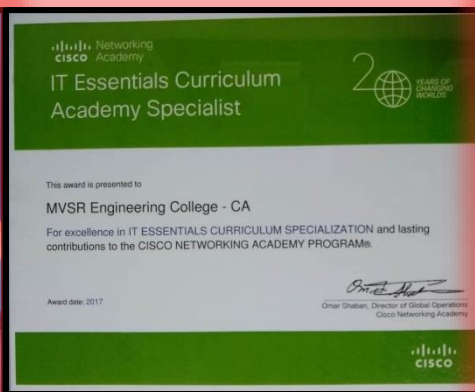 Networking
CISCO Academy
IT Essentials Curriculum
Academy Specialist
20 YEARS OF
CHANGING
WORLDS
This award is presented to
MVSR Engineering College - CA
For excellence in IT ESSENTIALS CURRICULUM SPECIALIZATION and lasting
contributions to the CISCO NETWORKING ACADEMY PROGRAM®.
Award date: 2017
Omar Shaban, Director of Global Operations
Cisco Networking Academy
CISCO